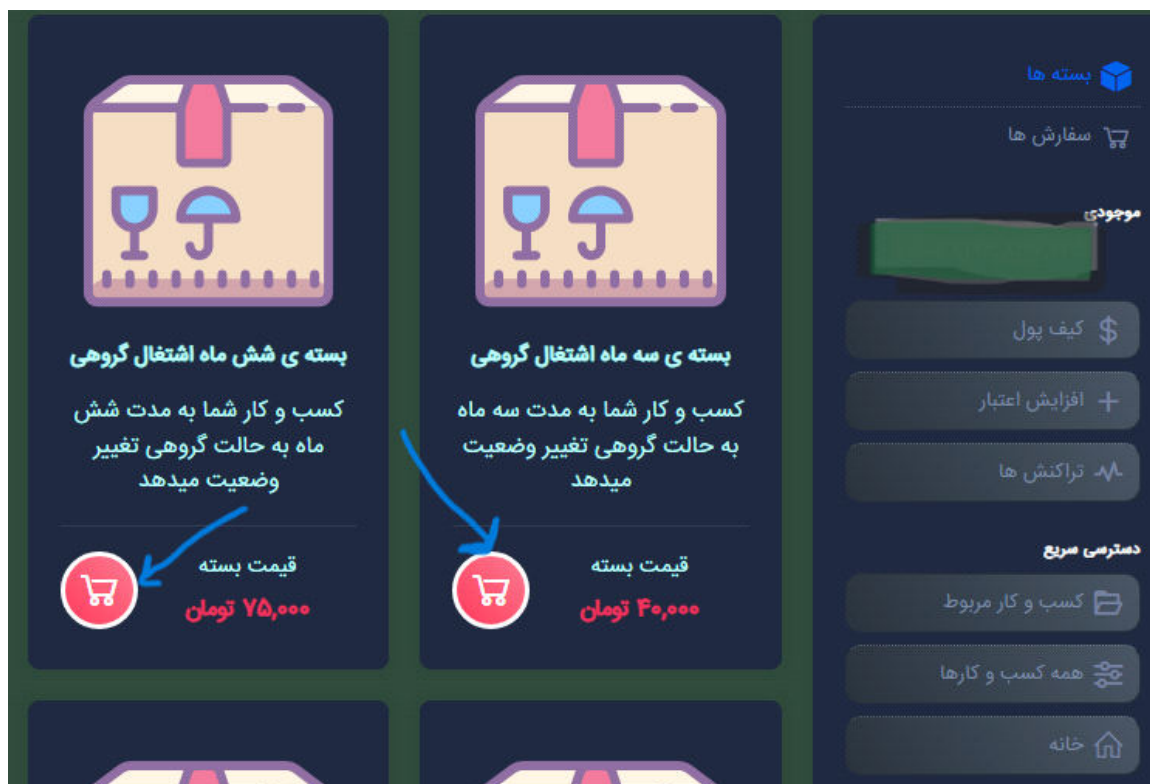 بسته ها
سفارش ها
موجودی
کیف پول
افزایش اعتبار
تراکنش ها
دسترسی سریع
کسب و کار مربوط
همه کسب و کارها
خانه
بسته ی سه ماه اشتغال گروهی
کسب و کار شما به مدت سه ماه
به حالت گروهی تغییر وضعیت
میدهد
قیمت بسته
۴۰,۰۰۰ تومان
بسته ی شش ماه اشتغال گروهی
کسب و کار شما به مدت شش
ماه به حالت گروهی تغییر
وضعیت میدهد
قیمت بسته
۷۵,۰۰۰ تومان